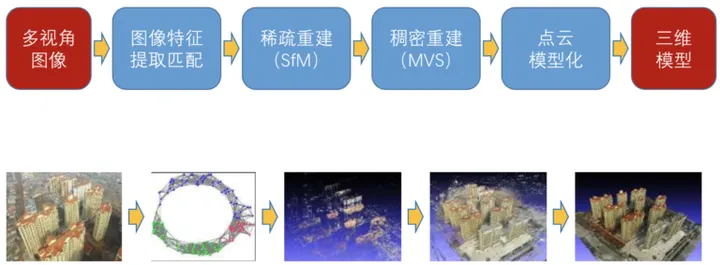 多视角
图像
图像特征
提取匹配
稀疏重建
（SfM）
稠密重建
（MVS）
点云
模型化
三维
模型